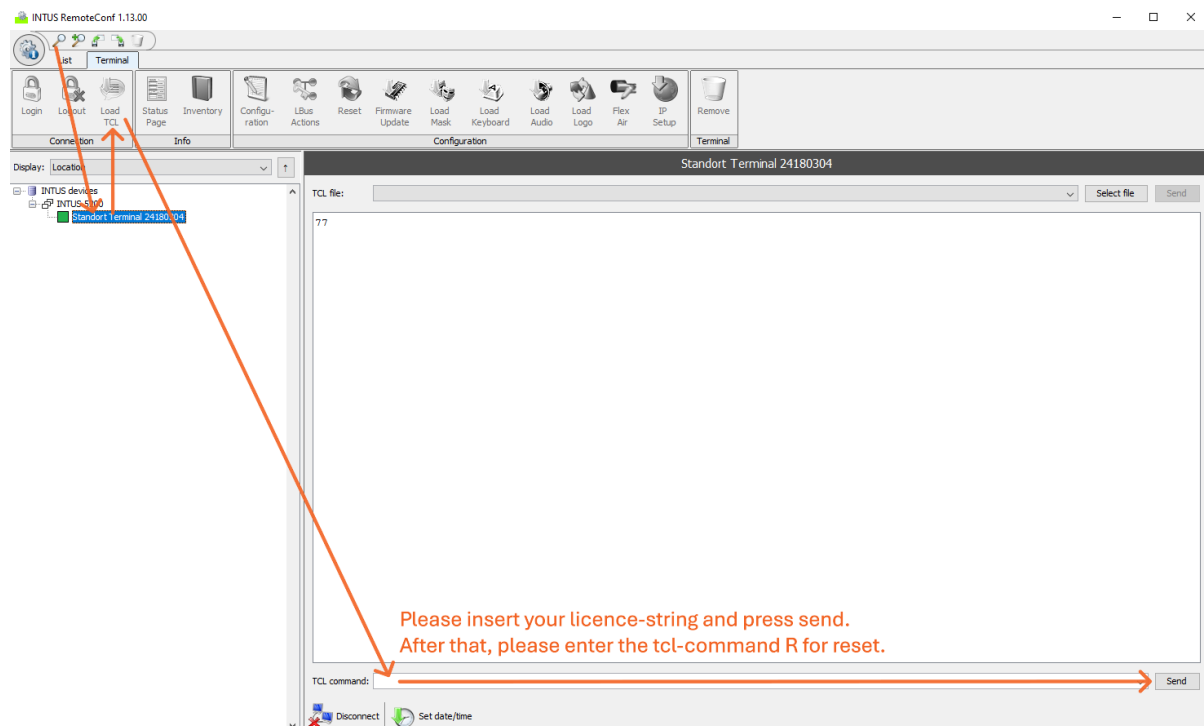 INTUS RemoteConf 1.13.00
List Terminal
Login Logout Load TCL Status Page Inventory Configu-ration LBus Actions Reset Firmware Update Load Mask Load Keyboard Load Audio Load Logo Flex Air IP Setup Remove
Connection Info Configuration Terminal
Display: Location
Standort Terminal 24180304
INTUS devices
TCL file: Select file Send
INTUS 5200
Standort Terminal 24180304
77
Please insert your licence-string and press send.
After that, please enter the tcl-command R for reset.
TCL command: Send
Disconnect Set date/time